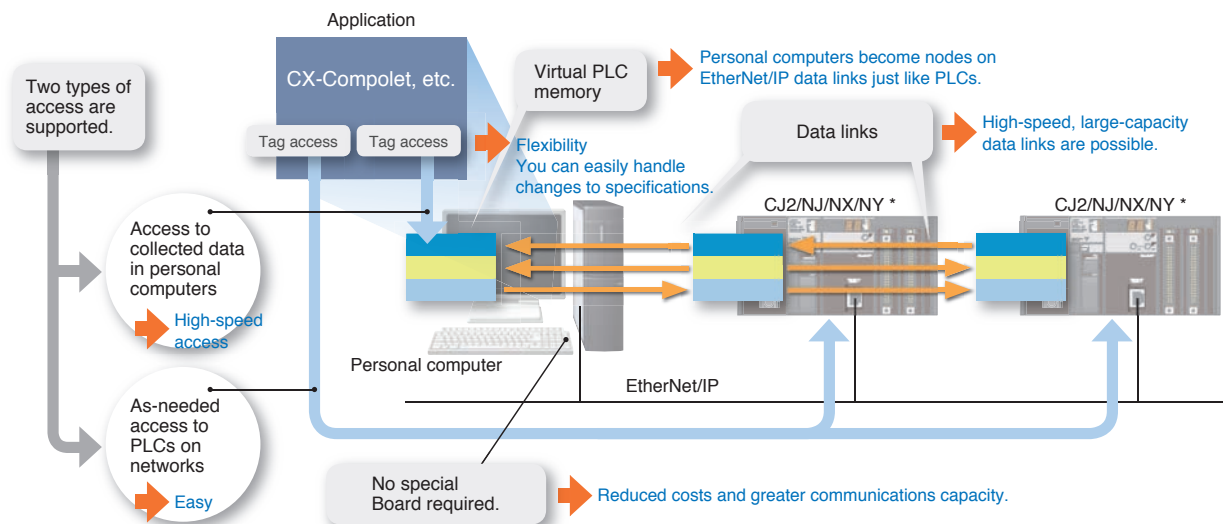 Application
CX-Compolet, etc.
Tag access
Tag access
Two types of
access are
supported.
Virtual PLC
memory
Personal computers become nodes on
EtherNet/IP data links just like PLCs.
Flexibility
You can easily handle
changes to specifications.
Data links
High-speed, large-capacity
data links are possible.
CJ2/NJ/NX/NY *
CJ2/NJ/NX/NY *
Access to
collected data
in personal
computers
High-speed
access
Personal computer
EtherNet/IP
As-needed
access to
PLCs on
networks
Easy
No special
Board required.
Reduced costs and greater communications capacity.